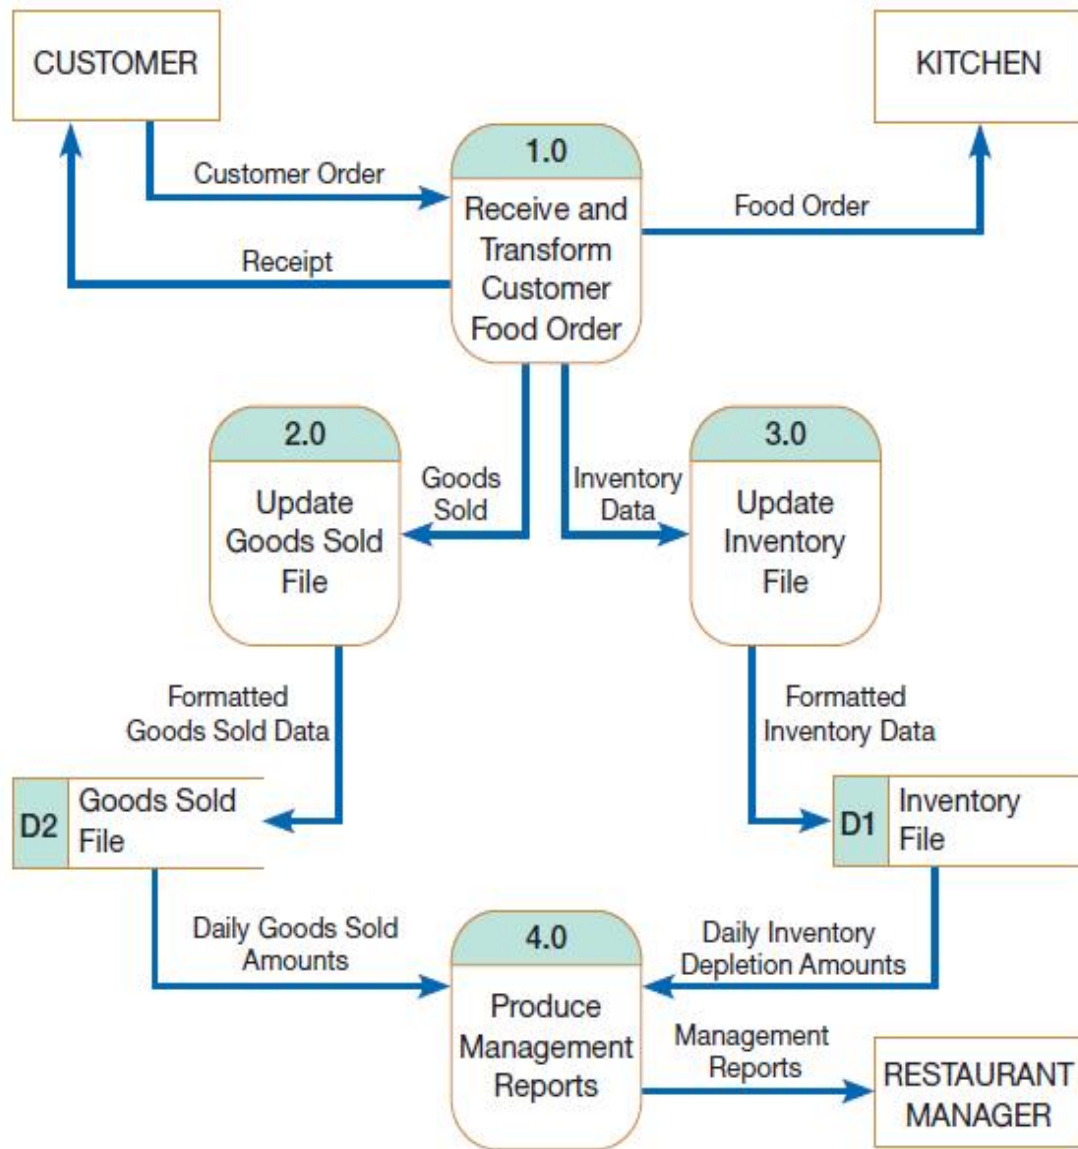 CUSTOMER
KITCHEN
1.0
Receive and
Transform
Customer
Food Order
Customer Order
Food Order
Receipt
2.0
Update
Goods Sold
File
Goods
Sold
Inventory
Data
3.0
Update
Inventory
File
Formatted
Goods Sold Data
Formatted
Inventory Data
D2
Goods Sold
File
D1
Inventory
File
Daily Goods Sold
Amounts
4.0
Produce
Management
Reports
Daily Inventory
Depletion Amounts
Management
Reports
RESTAURANT
MANAGER